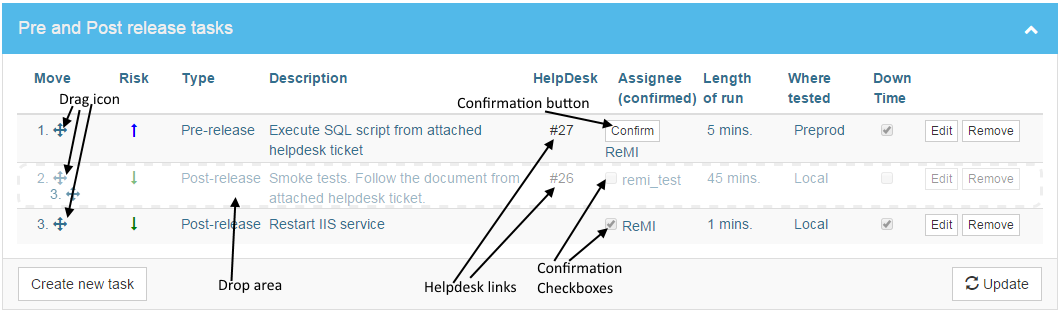 Pre and Post release tasks
Move Risk Type Description HelpDesk Assignee (confirmed) Length of run Where tested Down Time
Drag icon
Confirmation button
1. Pre-release Execute SQL script from attached helpdesk ticket #27 Confirm ReMI 5 mins. Preprod Edit Remove
2. Post-release Smoke tests. Follow the document from attached helpdesk ticket. #26 remi_test 45 mins Local Edit Remove
3.
3. Post-release Restart IIS service ReMI 1 mins. Local Edit Remove
Drop area
Helpdesk links
Confirmation
Checkboxes
Create new task
Update